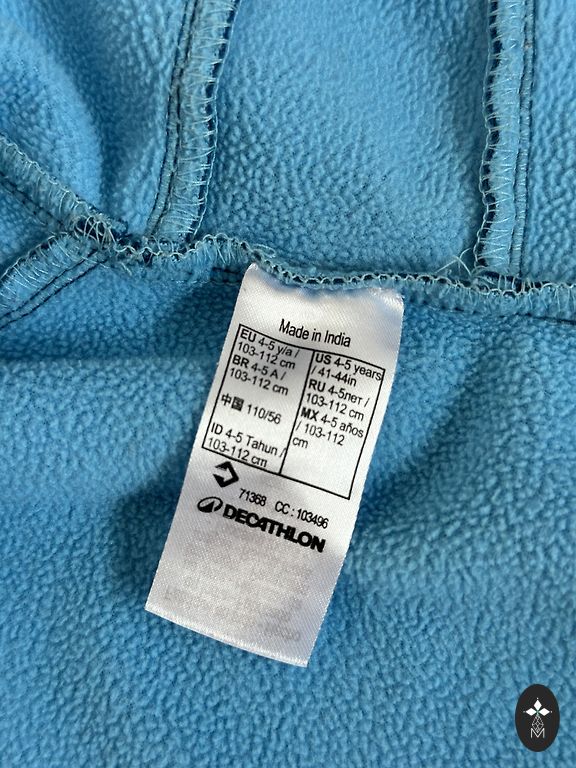 Made in India
EU 4-5 y/a /
103-112 cm
BR 4-5 A /
103-112 cm
中国 110/56
ID 4-5 Tahun /
103-112 cm
US 4-5 years
/ 41-44in
RU 4-5лет /
103-112 cm
MX 4-5 años
/ 103-112
cm
71368 CC : 103496
DECATHLON
M